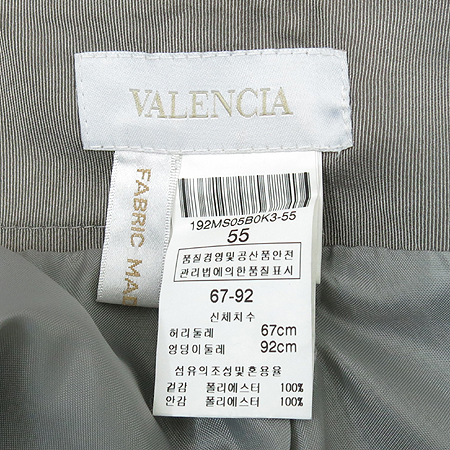 VALENCIA
FABRIC MA
192MS05B0K3-55
55
품질경영및공산품안전
관리법에의한품질표시
67-92
신체치수
허리둘레 67cm
엉덩이둘레 92cm
섬유의조성및혼용율
겉감 폴리에스터 100%
안감 폴리에스터 100%